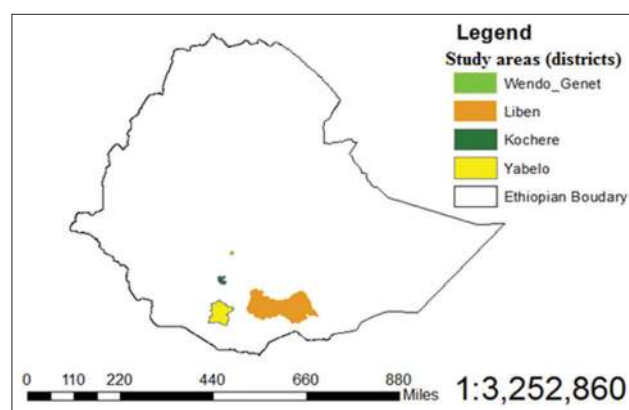 Legend
Study areas (districts)
Wendo_Genet
Liben
Kochere
Yabelo
Ethiopian Boudary
0 110 220 440 660 880
Miles
1:3,252,860